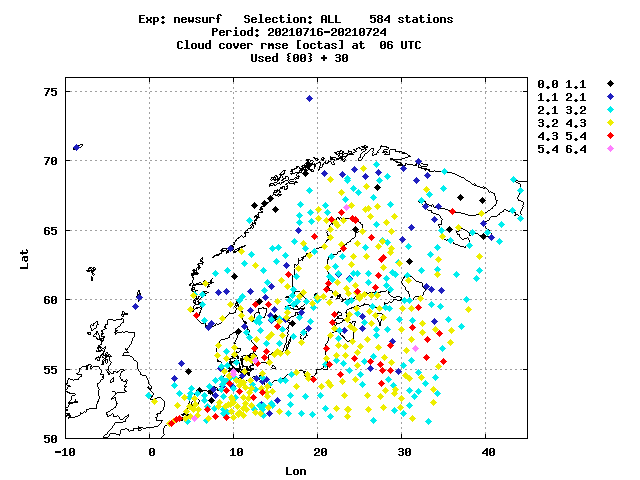 Exp: newsurf   Selection: ALL    584 stations
Period: 20210716-20210724
Cloud cover rmse [octas] at  06 UTC
Used {00} + 30
0.0 1.1
1.1 2.1
2.1 3.2
3.2 4.3
4.3 5.4
5.4 6.4
75
70
65
60
55
50
Lat
-10 0 10 20 30 40
Lon